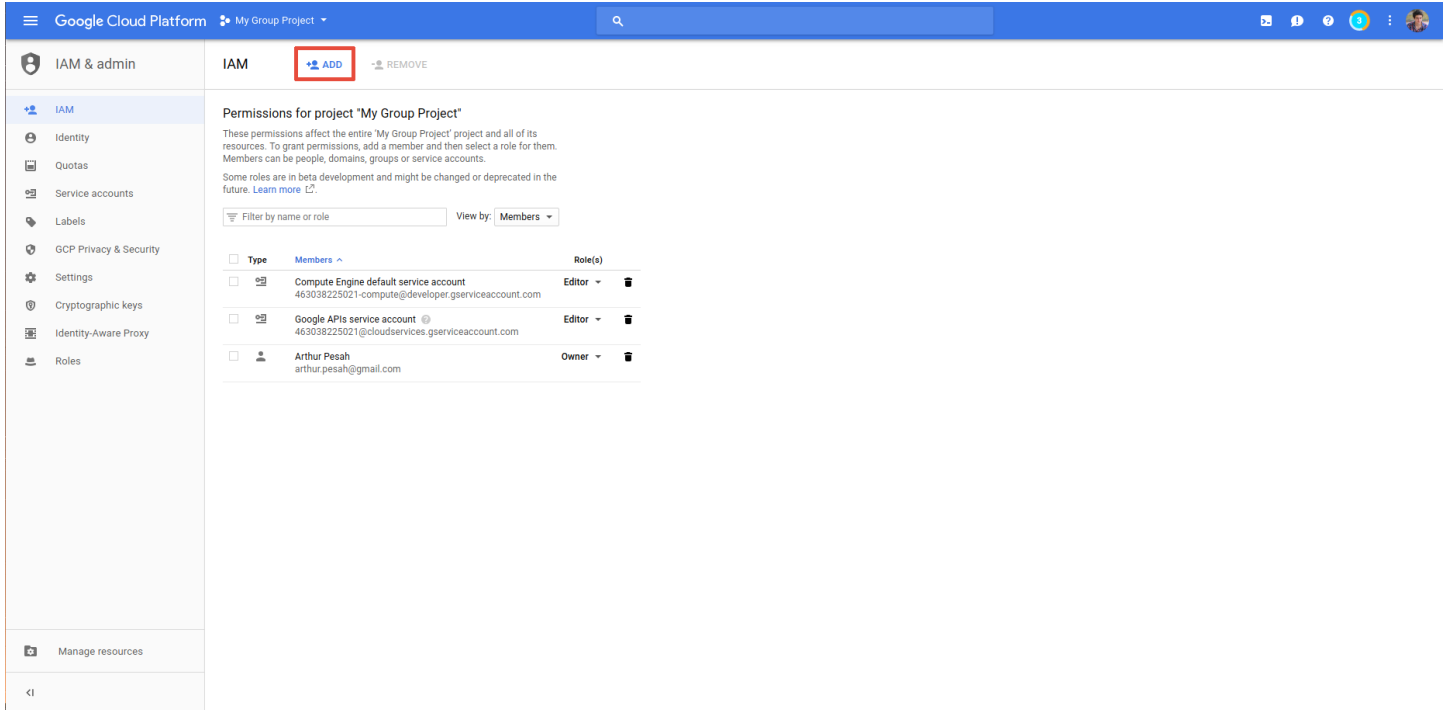 Google Cloud Platform My Group Project
3
IAM & admin
IAM ADD REMOVE
IAM
Identity
Quotas
Service accounts
Labels
GCP Privacy & Security
Settings
Cryptographic keys
Identity-Aware Proxy
Roles
Manage resources
Permissions for project "My Group Project"
These permissions affect the entire 'My Group Project' project and all of its
resources. To grant permissions, add a member and then select a role for them.
Members can be people, domains, groups or service accounts.
Some roles are in beta development and might be changed or deprecated in the
future. Learn more.
Filter by name or role View by: Members
Type Members Role(s)
Compute Engine default service account Editor
463038225021-compute@developer.gserviceaccount.com
Google APIs service account Editor
463038225021@cloudservices.gserviceaccount.com
Arthur Pesah Owner
arthur.pesah@gmail.com